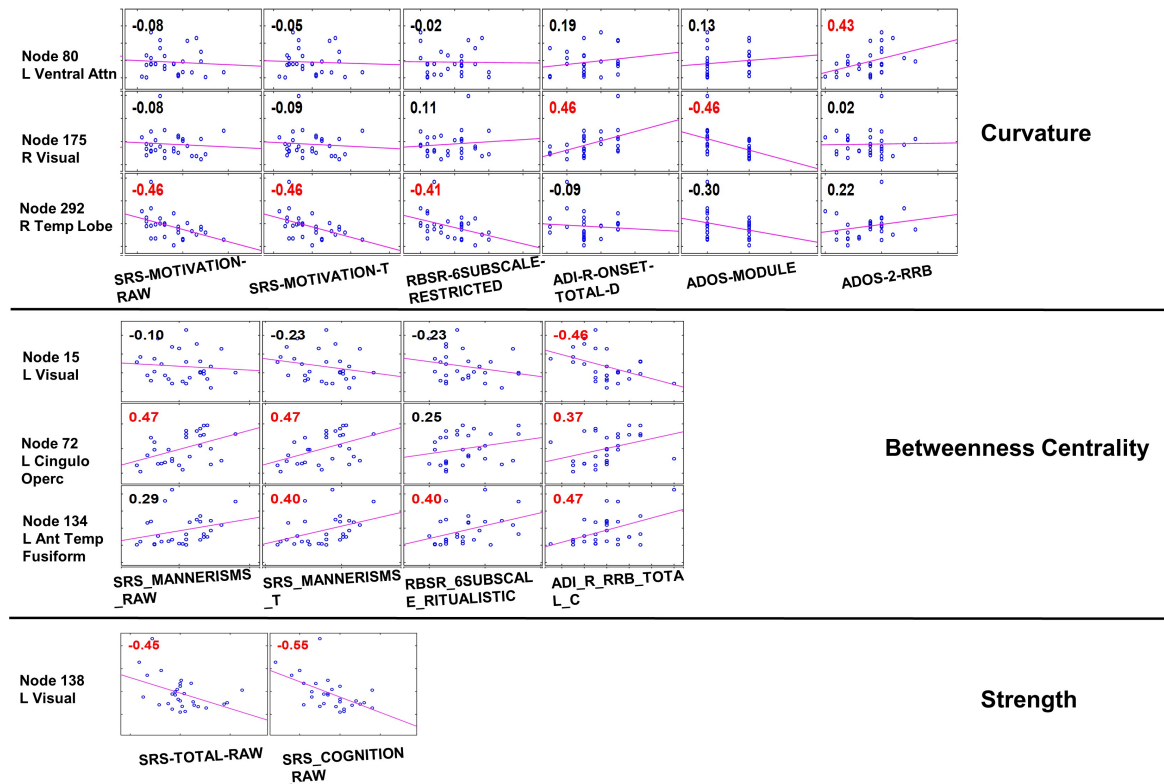 -0.08 -0.05 -0.02 0.19 0.13 0.43
Node 80
L Ventral Attn
-0.08 -0.09 0.11 0.46 -0.46 0.02
Node 175
R Visual
Curvature
-0.46 -0.46 -0.41 -0.09 -0.30 0.22
Node 292
R Temp Lobe
SRS-MOTIVATION-
RAW
SRS-MOTIVATION-T
RBSR-6SUBSCALE-
RESTRICTED
ADI-R-ONSET-
TOTAL-D
ADOS-MODULE
ADOS-2-RRB
-0.10 -0.23 -0.23 -0.46
Node 15
L Visual
0.47 0.47 0.25 0.37
Node 72
L Cingulo
Operc
Betweenness Centrality
0.29 0.40 0.40 0.47
Node 134
L Ant Temp
Fusiform
SRS_MANNERISMS
_RAW
SRS_MANNERISMS
_T
RBSR_6SUBSCAL
E_RITUALISTIC
ADI_R_RRB_TOTA
L_C
-0.45 -0.55
Node 138
L Visual
Strength
SRS-TOTAL-RAW
SRS_COGNITION
RAW